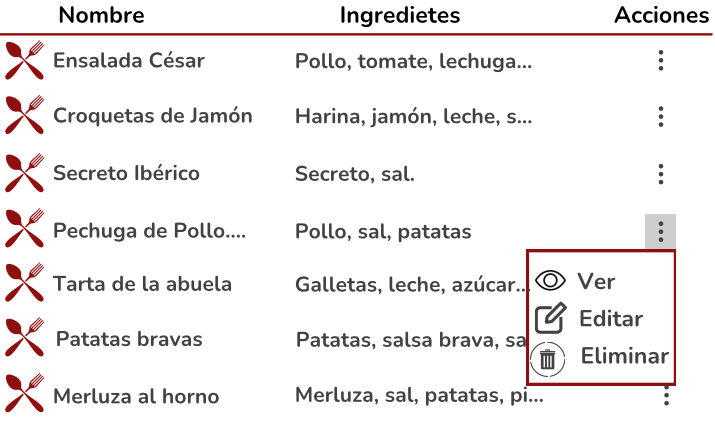 Nombre Ingredietes Acciones
Ensalada César Pollo, tomate, lechuga...
Croquetas de Jamón Harina, jamón, leche, s...
Secreto Ibérico Secreto, sal.
Pechuga de Pollo.... Pollo, sal, patatas
Tarta de la abuela Galletas, leche, azúcar...
Ver
Editar
Patatas bravas Patatas, salsa brava, sa
Eliminar
Merluza al horno Merluza, sal, patatas, pi...